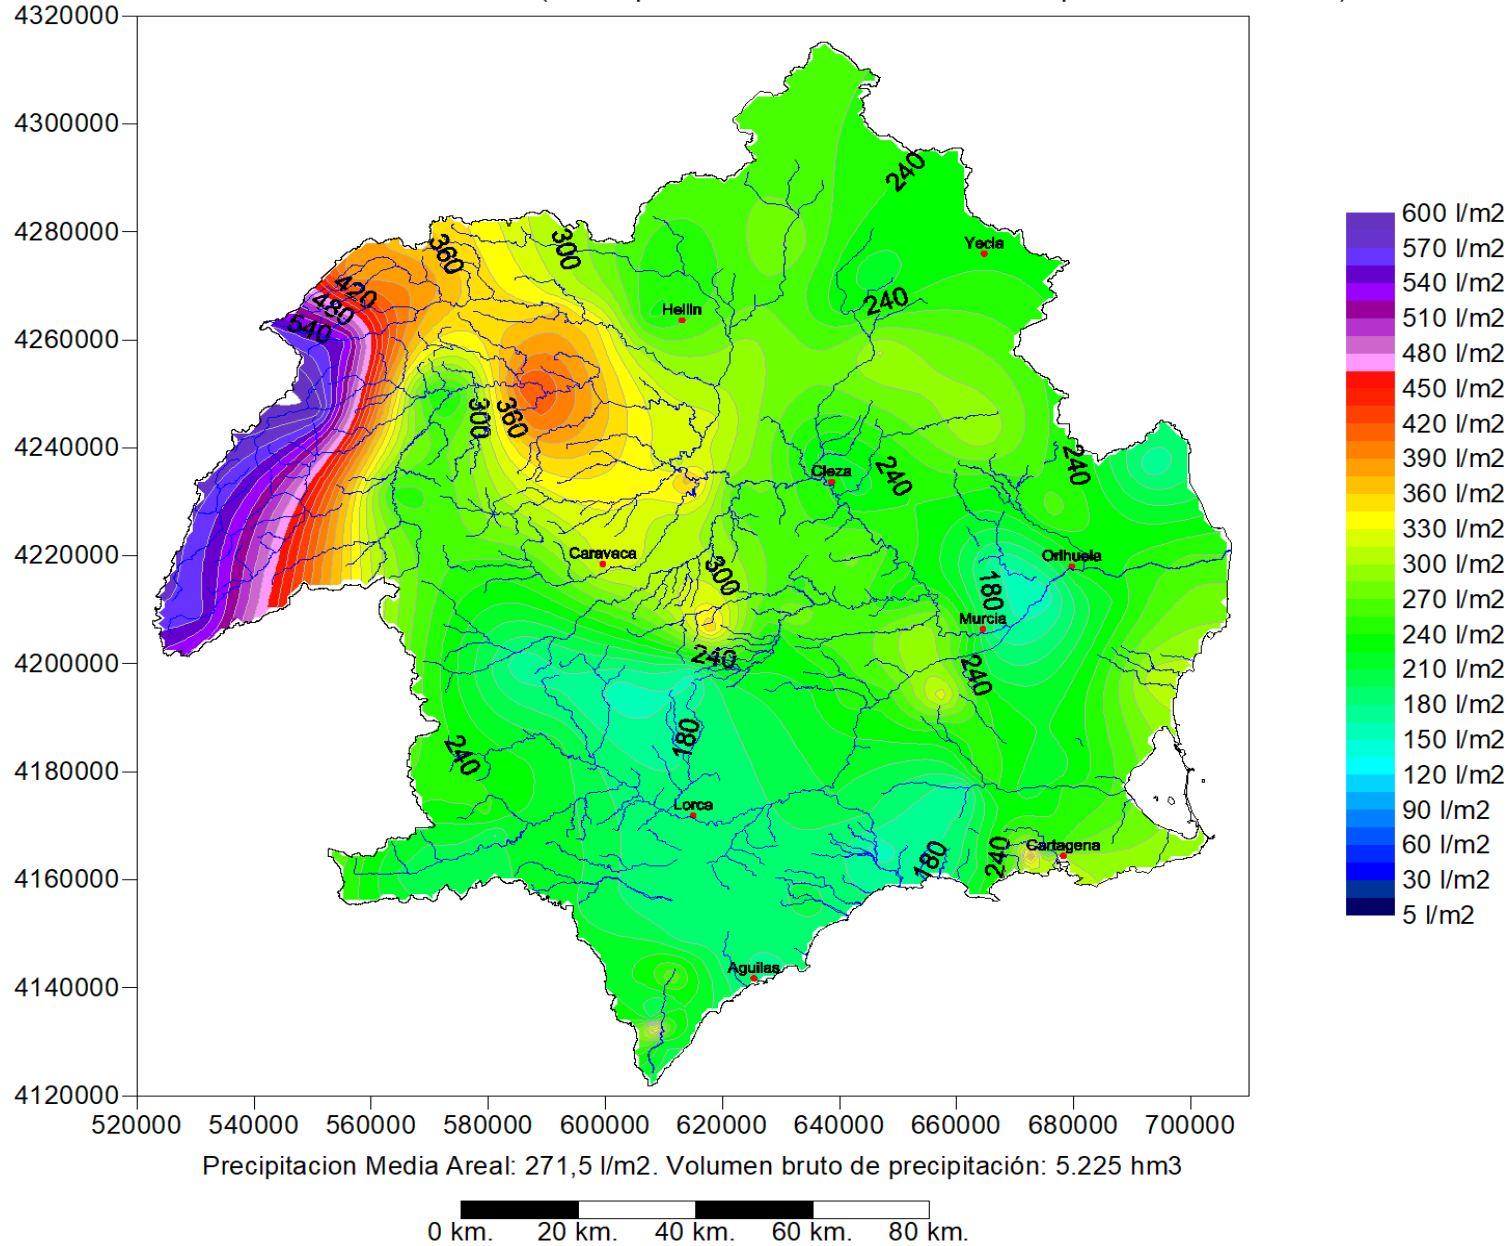 4320000
4300000
4280000
4260000
4240000
4220000
4200000
4180000
4160000
4140000
4120000
520000 540000 560000 580000 600000 620000 640000 660000 680000 700000
240
Yecla
360
300
420
480
540
Hellin
240
300
360
Cieza
240
240
Caravaca
300
Orihuela
180
Murcia
240
240
180
240
Lorca
180
240
Cartagena
Aguilas
600 l/m2
570 l/m2
540 l/m2
510 l/m2
480 l/m2
450 l/m2
420 l/m2
390 l/m2
360 l/m2
330 l/m2
300 l/m2
270 l/m2
240 l/m2
210 l/m2
180 l/m2
150 l/m2
120 l/m2
90 l/m2
60 l/m2
30 l/m2
5 l/m2
Precipitacion Media Areal: 271,5 l/m2. Volumen bruto de precipitación: 5.225 hm3
0 km. 20 km. 40 km. 60 km. 80 km.